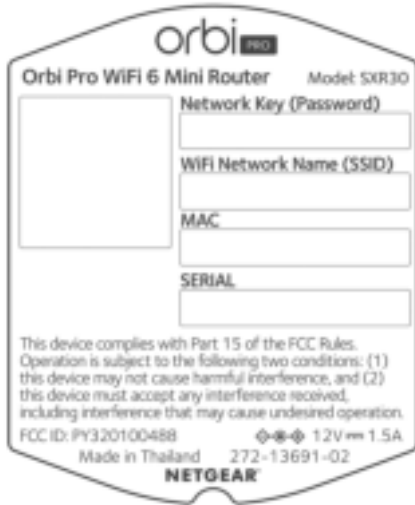 orbi PRO
Orbi Pro WiFi 6 Mini Router Model: SXR30
Network Key (Password)
WiFi Network Name (SSID)
MAC
SERIAL
This device complies with Part 15 of the FCC Rules.
Operation is subject to the following two conditions: (1)
this device may not cause harmful interference, and (2)
this device must accept any interference received,
including interference that may cause undesired operation.
FCC ID: PY320100488 12V 1.5A
Made in Thailand 272-13691-02
NETGEAR